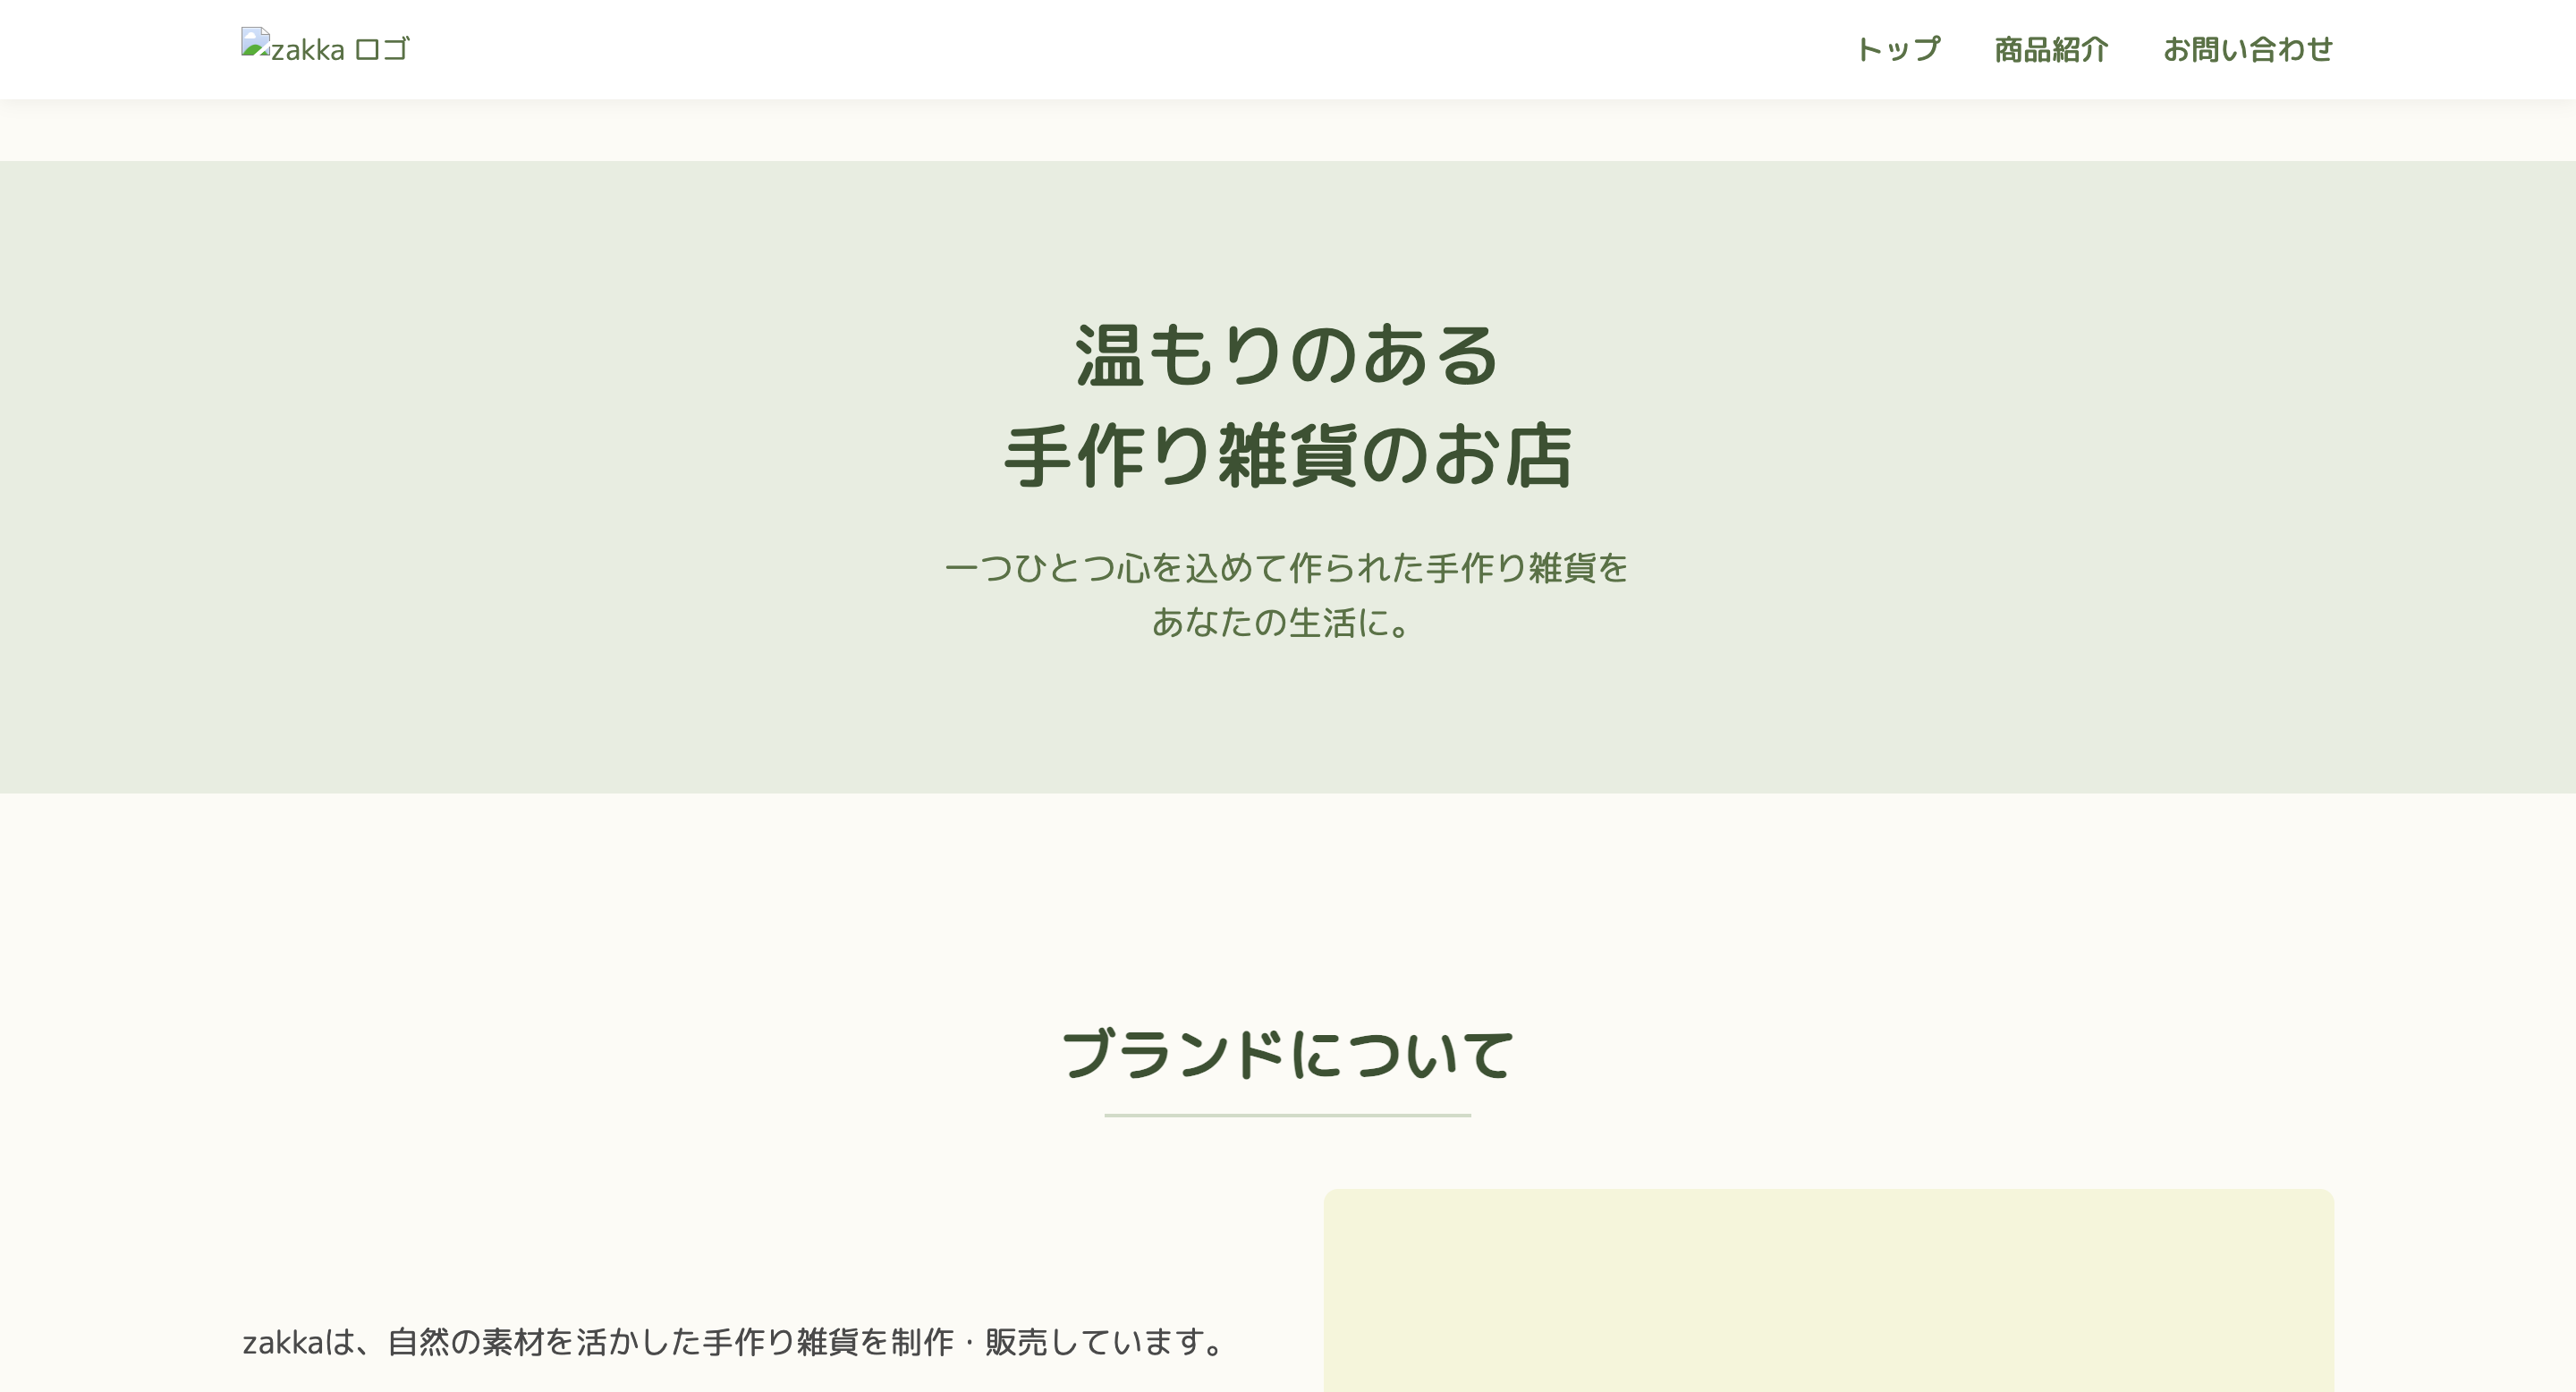 zakka ロゴ
トップ 商品紹介 お問い合わせ
温もりのある
手作り雑貨のお店
一つひとつ心を込めて作られた手作り雑貨を
あなたの生活に。
ブランドについて
zakkaは、自然の素材を活かした手作り雑貨を制作・販売しています。